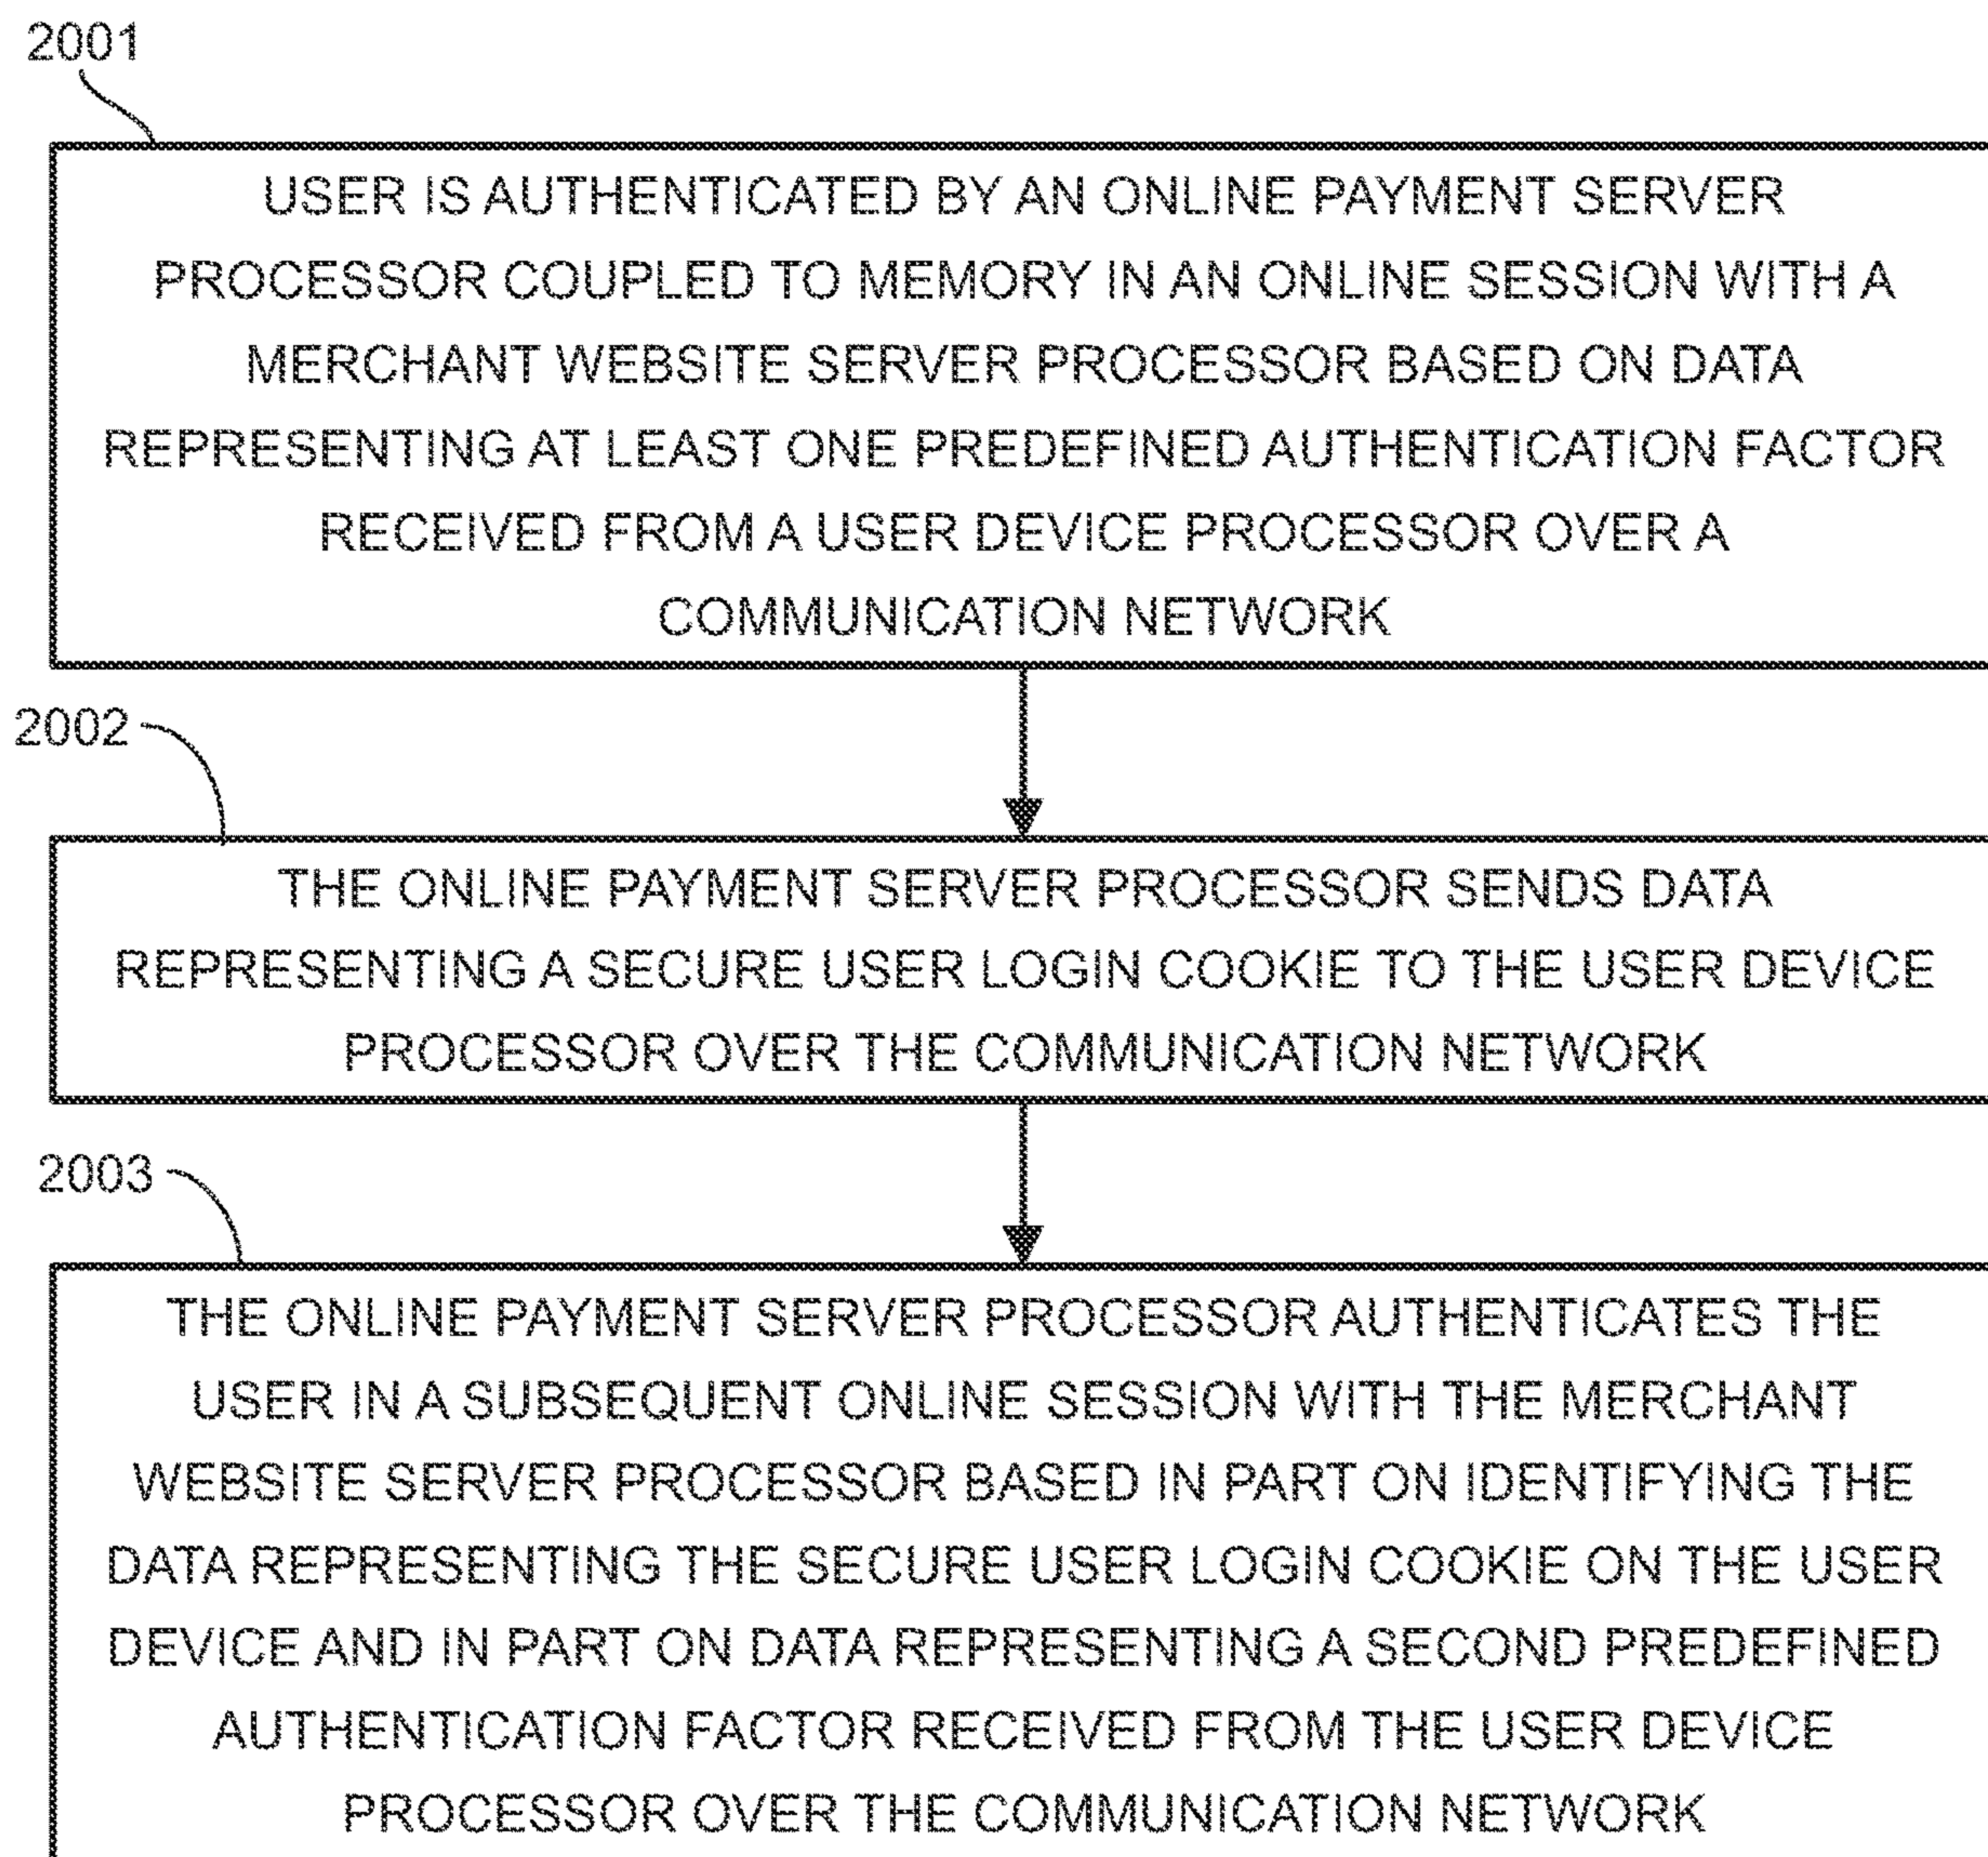 2001
USER IS AUTHENTICATED BY AN ONLINE PAYMENT SERVER
PROCESSOR COUPLED TO MEMORY IN AN ONLINE SESSION WITH A
MERCHANT WEBSITE SERVER PROCESSOR BASED ON DATA
REPRESENTING AT LEAST ONE PREDEFINED AUTHENTICATION FACTOR
RECEIVED FROM A USER DEVICE PROCESSOR OVER A
COMMUNICATION NETWORK
2002
THE ONLINE PAYMENT SERVER PROCESSOR SENDS DATA
REPRESENTING A SECURE USER LOGIN COOKIE TO THE USER DEVICE
PROCESSOR OVER THE COMMUNICATION NETWORK
2003
THE ONLINE PAYMENT SERVER PROCESSOR AUTHENTICATES THE
USER IN A SUBSEQUENT ONLINE SESSION WITH THE MERCHANT
WEBSITE SERVER PROCESSOR BASED IN PART ON IDENTIFYING THE
DATA REPRESENTING THE SECURE USER LOGIN COOKIE ON THE USER
DEVICE AND IN PART ON DATA REPRESENTING A SECOND PREDEFINED
AUTHENTICATION FACTOR RECEIVED FROM THE USER DEVICE
PROCESSOR OVER THE COMMUNICATION NETWORK